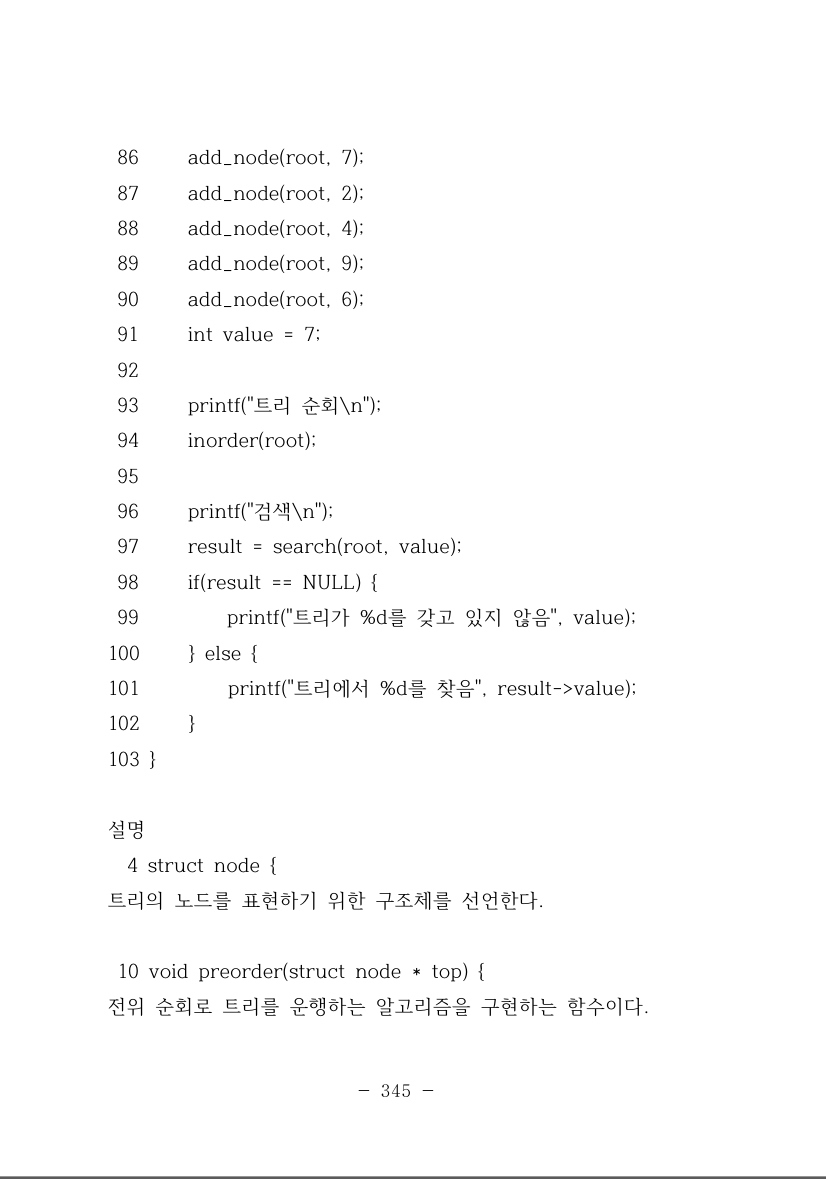 86     add_node(root, 7);
87     add_node(root, 2);
88     add_node(root, 4);
89     add_node(root, 9);
90     add_node(root, 6);
91     int value = 7;
92
93     printf("트리 순회\n");
94     inorder(root);
95
96     printf("검색\n");
97     result = search(root, value);
98     if(result == NULL) {
99         printf("트리가 %d를 갖고 있지 않음", value);
100     } else {
101         printf("트리에서 %d를 찾음", result->value);
102     }
103 }
설명
4 struct node {
트리의 노드를 표현하기 위한 구조체를 선언한다.
10 void preorder(struct node * top) {
전위 순회로 트리를 운행하는 알고리즘을 구현하는 함수이다.
- 345 -